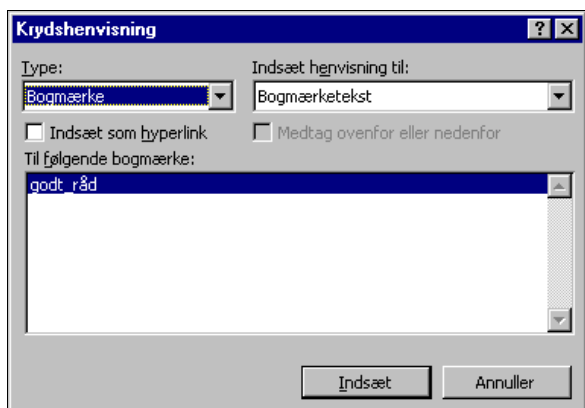 Krydshenvisning
Type: Indsæt henvisning til:
Bogmærke Bogmærketekst
Indsæt som hyperlink Medtag ovenfor eller nedenfor
Til følgende bogmærke:
godt_råd
Indsæt Annuller